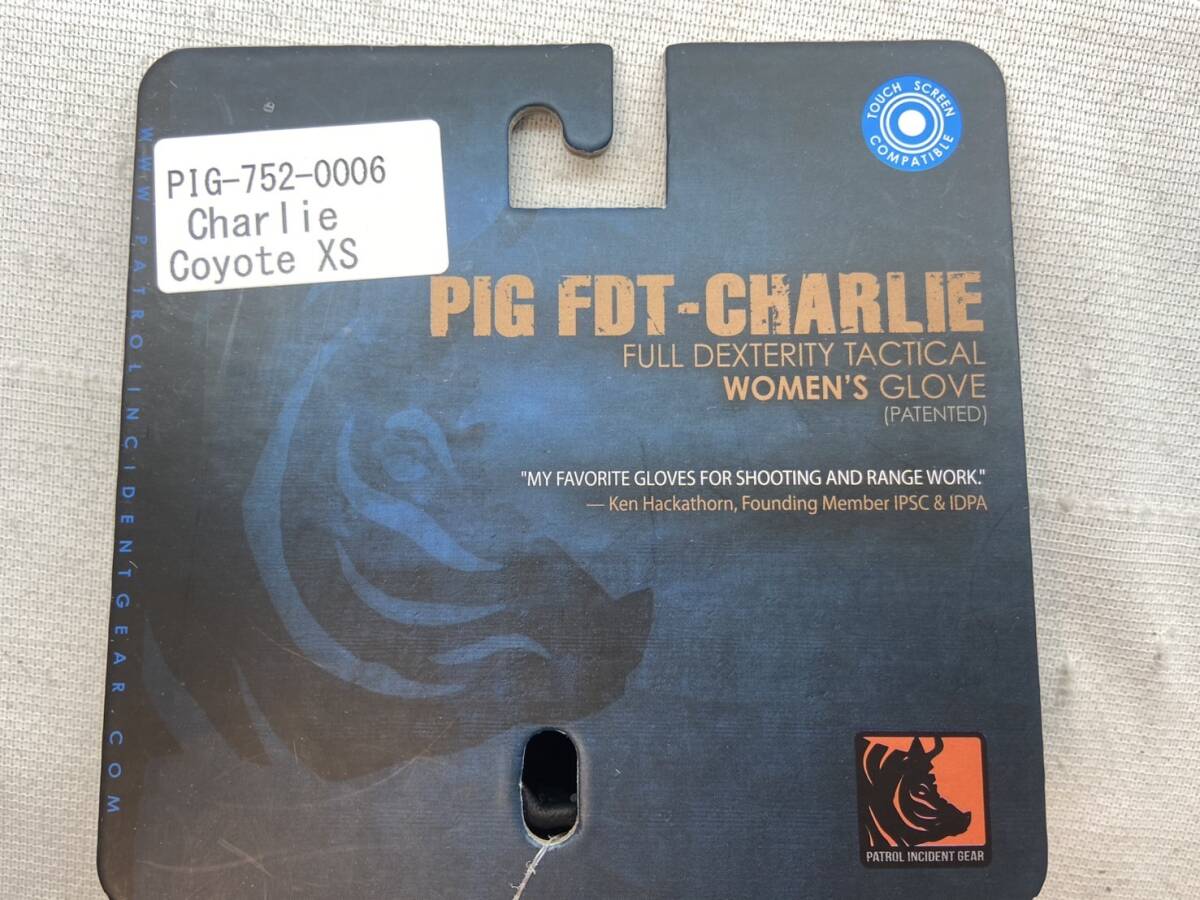 PIG-752-0006
Charlie
Coyote XS
TOUCH SCREEN
COMPATIBLE
WWW.PATROLINCIDENTGEAR.COM
PIG FDT-CHARLIE
FULL DEXTERITY TACTICAL
WOMEN'S GLOVE
(PATENTED)
"MY FAVORITE GLOVES FOR SHOOTING AND RANGE WORK."
— Ken Hackathorn, Founding Member IPSC & IDPA
PATROL INCIDENT GEAR